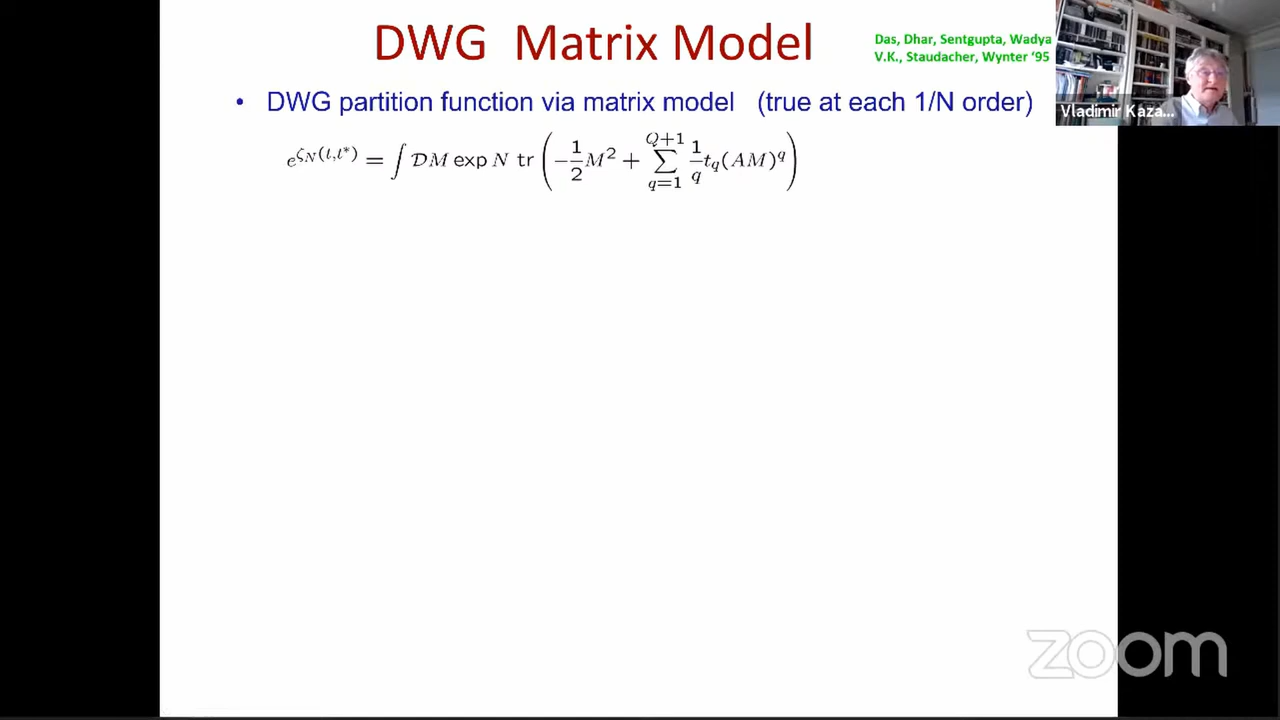 DWG Matrix Model
Das, Dhar, Sentgupta, Wadya
V.K., Staudacher, Wynter '95
Vladimir Kaza...
• DWG partition function via matrix model (true at each 1/N order)
e^{ζ_N(t,t*)} = ∫ DM exp N tr ( -1/2 M² + ∑_{q=1}^{Q+1} 1/q t_q (AM)^q )
zoom